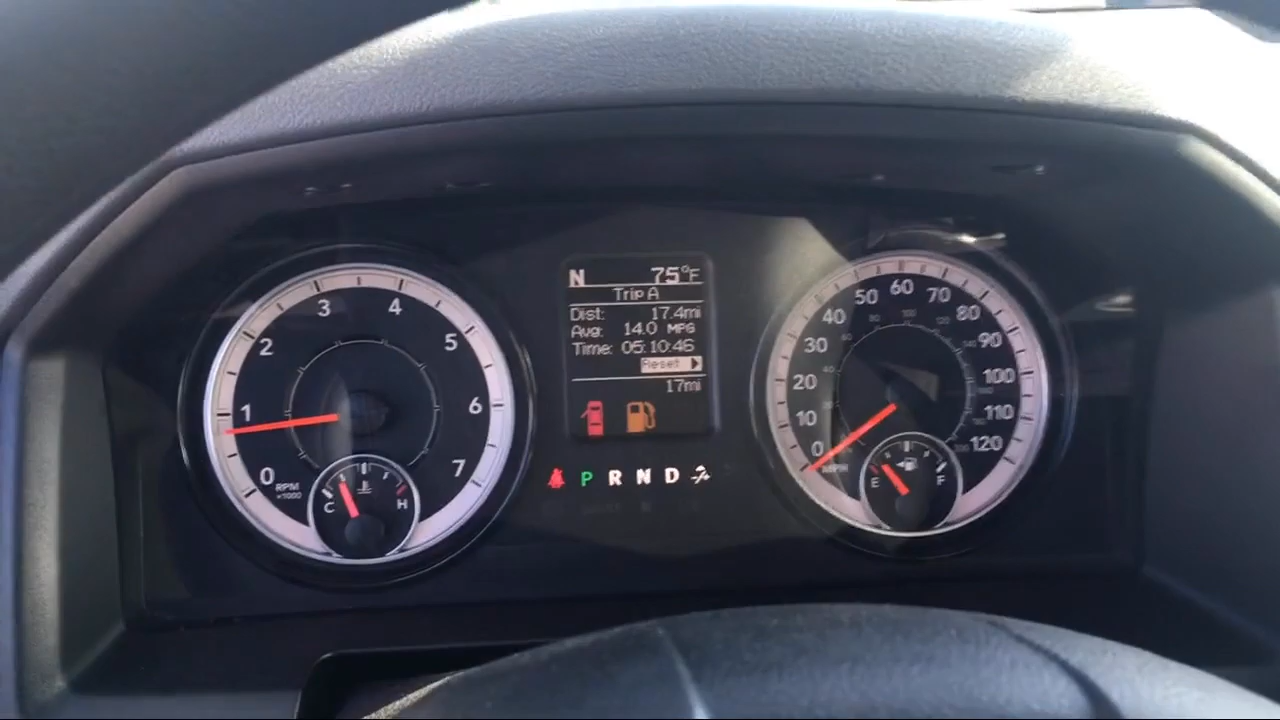 N 75°F
Trip A
Dist: 17.4mi
Avg: 14.0 MPG
Time: 05:10:46
Reset
17mi
P R N D
0 1 2 3 4 5 6 7
RPM
x1000
C H
0 10 20 30 40 50 60 70 80 90 100 110 120
MPH
E F